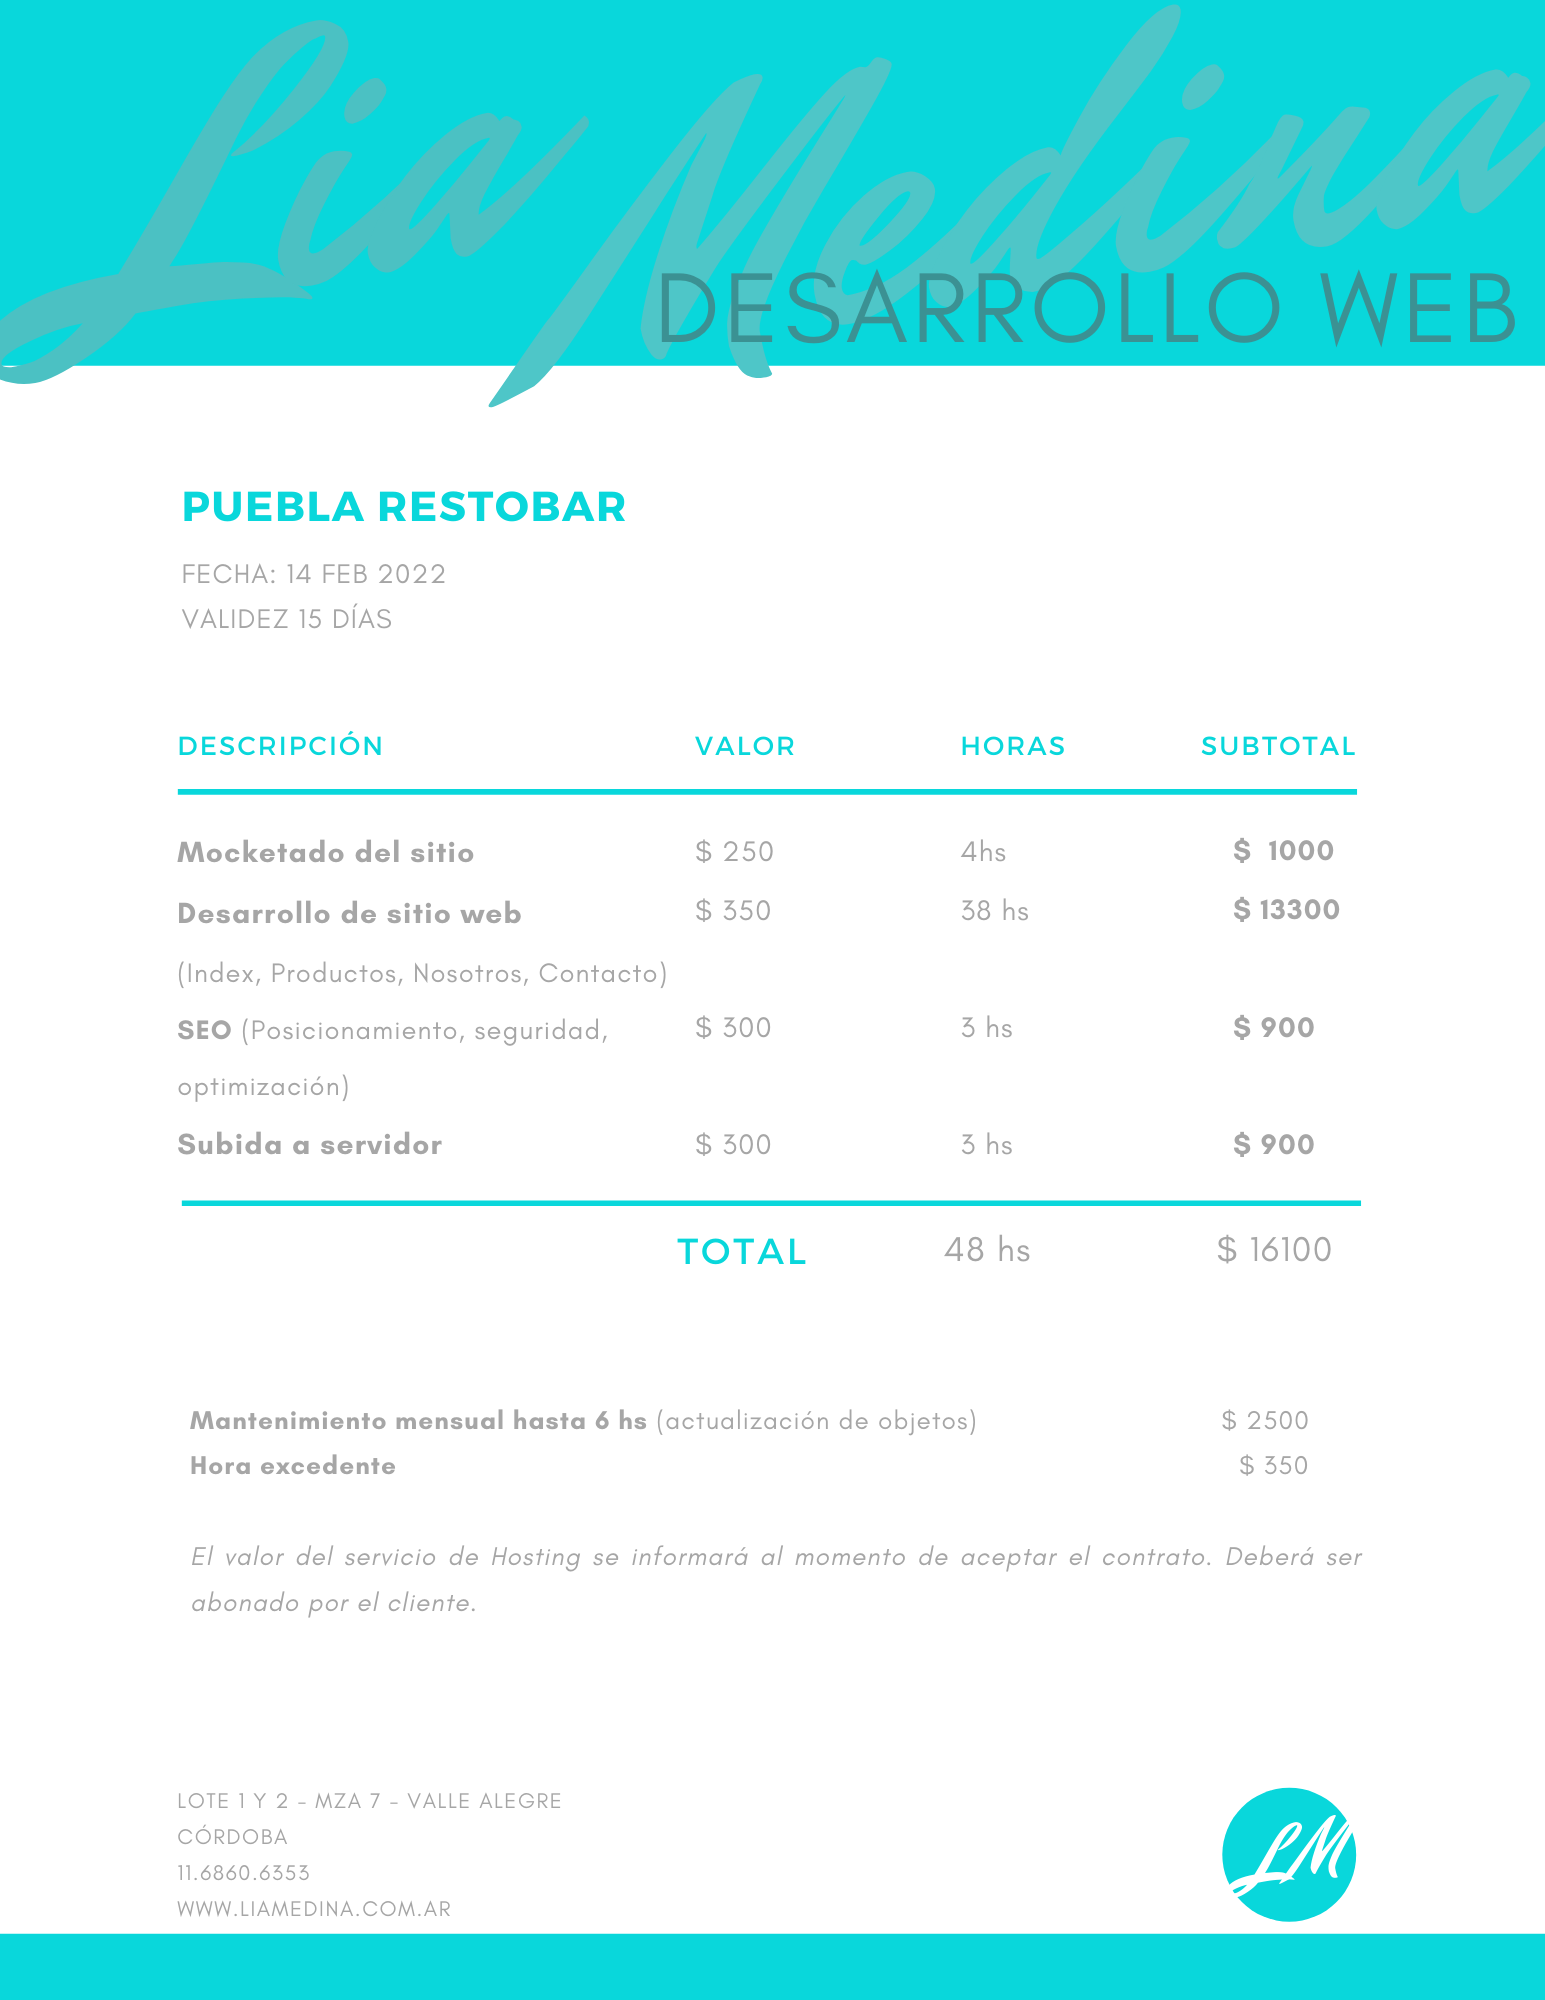 Lia Medina
DESARROLLO WEB
PUEBLA RESTOBAR
FECHA: 14 FEB 2022
VALIDEZ 15 DÍAS
DESCRIPCIÓN VALOR HORAS SUBTOTAL
Mocketado del sitio $ 250 4hs $ 1000
Desarrollo de sitio web $ 350 38 hs $ 13300
(Index, Productos, Nosotros, Contacto)
SEO (Posicionamiento, seguridad, $ 300 3 hs $ 900
optimización)
Subida a servidor $ 300 3 hs $ 900
TOTAL 48 hs $ 16100
Mantenimiento mensual hasta 6 hs (actualización de objetos) $ 2500
Hora excedente $ 350
El valor del servicio de Hosting se informará al momento de aceptar el contrato. Deberá ser
abonado por el cliente.
LOTE 1 Y 2 - MZA 7 - VALLE ALEGRE
CÓRDOBA
11.6860.6353
WWW.LIAMEDINA.COM.AR
LM